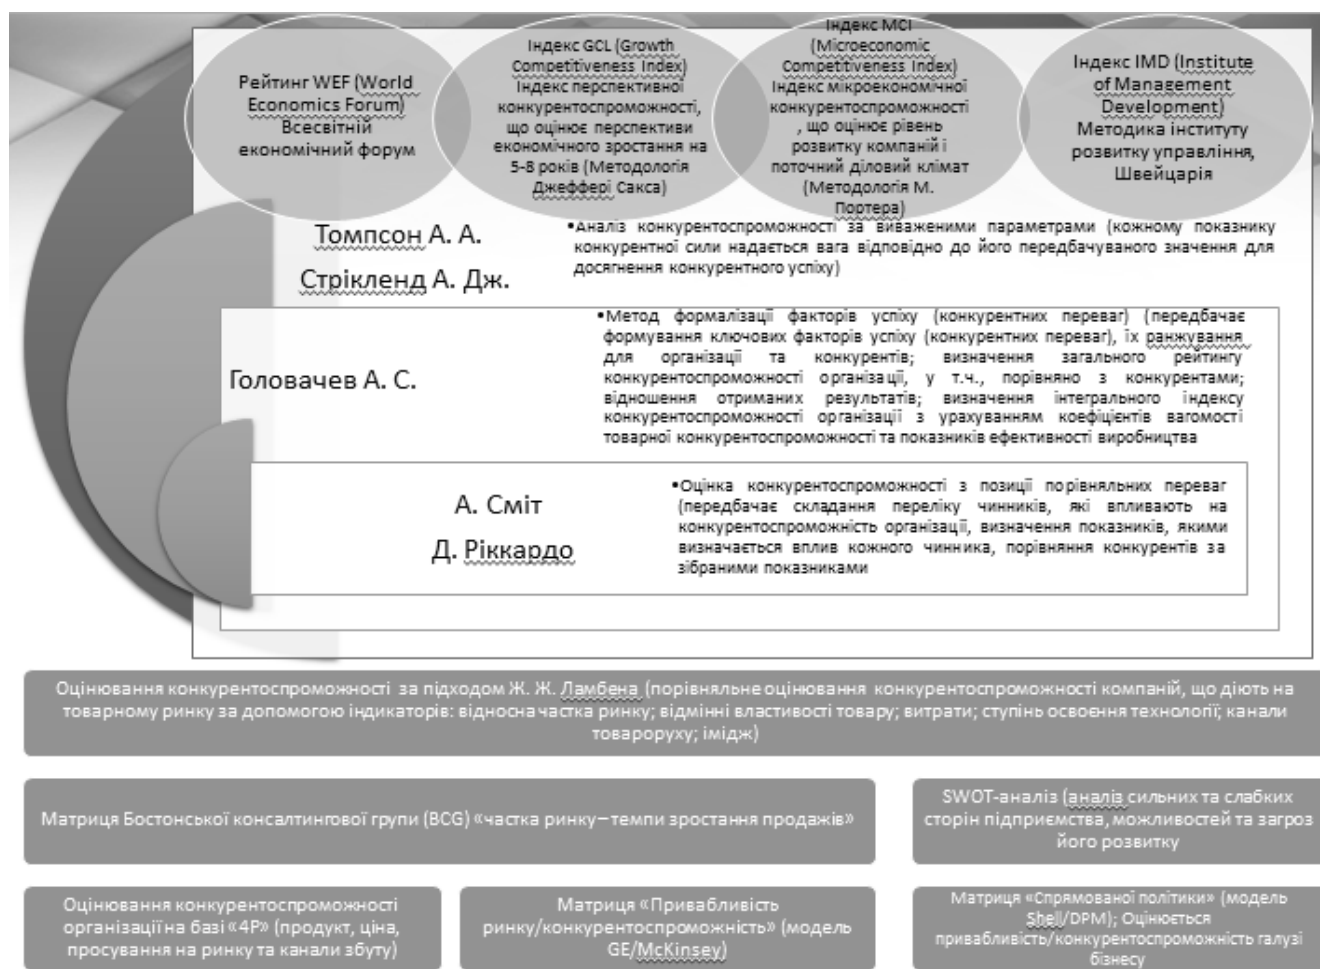 Рейтинг WEF (World
Economics Forum)
Всесвітній
економічний форум
Індекс GCL (Growth
Competitiveness Index)
Індекс перспективної
конкурентоспроможності,
що оцінює перспективи
економічного зростання на
5-8 років (Методологія
Джеффері Сакса)
Індекс MCI
(Microeconomic
Competitiveness Index)
Індекс мікроекономічної
конкурентоспроможності
, що оцінює рівень
розвитку компаній і
поточний діловий клімат
(Методологія М.
Портера)
Індекс IMD (Institute
of Management
Development)
Методика інституту
розвитку управління,
Швейцарія
Томпсон А. А.
Стрікленд А. Дж.
•Аналіз конкурентоспроможності за виваженими параметрами (кожному показнику
конкурентної сили надається вага відповідно до його передбачуваного значення для
досягнення конкурентного успіху)
Головачев А. С.
•Метод формалізації факторів успіху (конкурентних переваг) (передбачає
формування ключових факторів успіху (конкурентних переваг), їх ранжування
для організації та конкурентів; визначення загального рейтингу
конкурентоспроможності організації, у т.ч., порівняно з конкурентами;
відношення отриманих результатів; визначення інтегрального індексу
конкурентоспроможності організації з урахуванням коефіцієнтів вагомості
товарної конкурентоспроможності та показників ефективності виробництва
А. Сміт
Д. Ріккардо
•Оцінка конкурентоспроможності з позиції порівняльних переваг
(передбачає складання переліку чинників, які впливають на
конкурентоспроможність організації, визначення показників, якими
визначається вплив кожного чинника, порівняння конкурентів за
зібраними показниками
Оцінювання конкурентоспроможності за підходом Ж. Ж. Ламбена (порівняльне оцінювання конкурентоспроможності компаній, що діють на
товарному ринку за допомогою індикаторів: відносна частка ринку; відмінні властивості товару; витрати; ступінь освоєння технології; канали
товароруху; імідж)
Матриця Бостонської консалтингової групи (BCG) «частка ринку–темпи зростання продажів»
SWOT-аналіз (аналіз сильних та слабких
сторін підприємства, можливостей та загроз
його розвитку
Оцінювання конкурентоспроможності
організації на базі «4Р» (продукт, ціна,
просування на ринку та канали збуту)
Матриця «Привабливість
ринку/конкурентоспроможність» (модель
GE/McKinsey)
Матриця «Спрямованої політики» (модель
Shell/DPM); Оцінюється
привабливість/конкурентоспроможність галузі
бізнесу